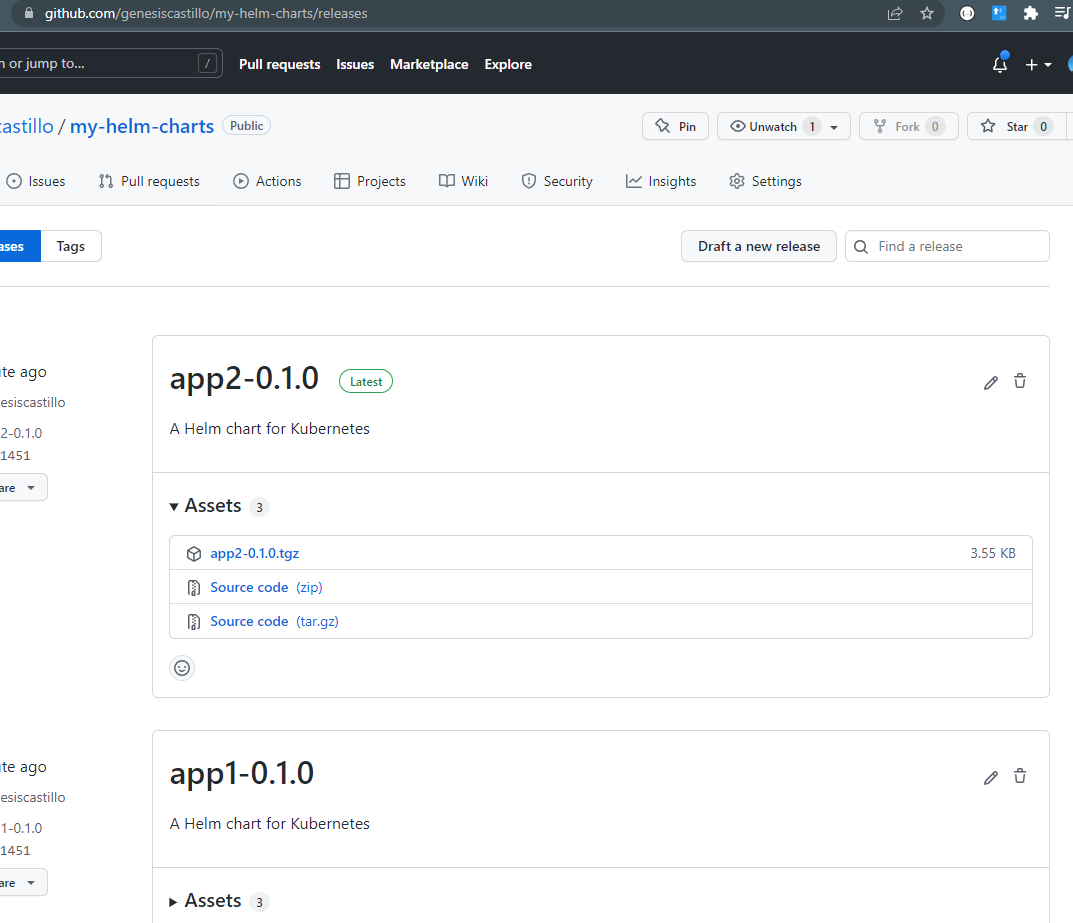 github.com/genesiscastillo/my-helm-charts/releases
or jump to... /
Pull requests Issues Marketplace Explore
castillo / my-helm-charts Public
Pin Unwatch 1 Fork 0 Star 0
Issues Pull requests Actions Projects Wiki Security Insights Settings
ases Tags Draft a new release Find a release
te ago
esiscastillo
2-0.1.0
1451
are
app2-0.1.0 Latest
A Helm chart for Kubernetes
Assets 3
app2-0.1.0.tgz 3.55 KB
Source code (zip)
Source code (tar.gz)
te ago
esiscastillo
1-0.1.0
1451
are
app1-0.1.0
A Helm chart for Kubernetes
Assets 3